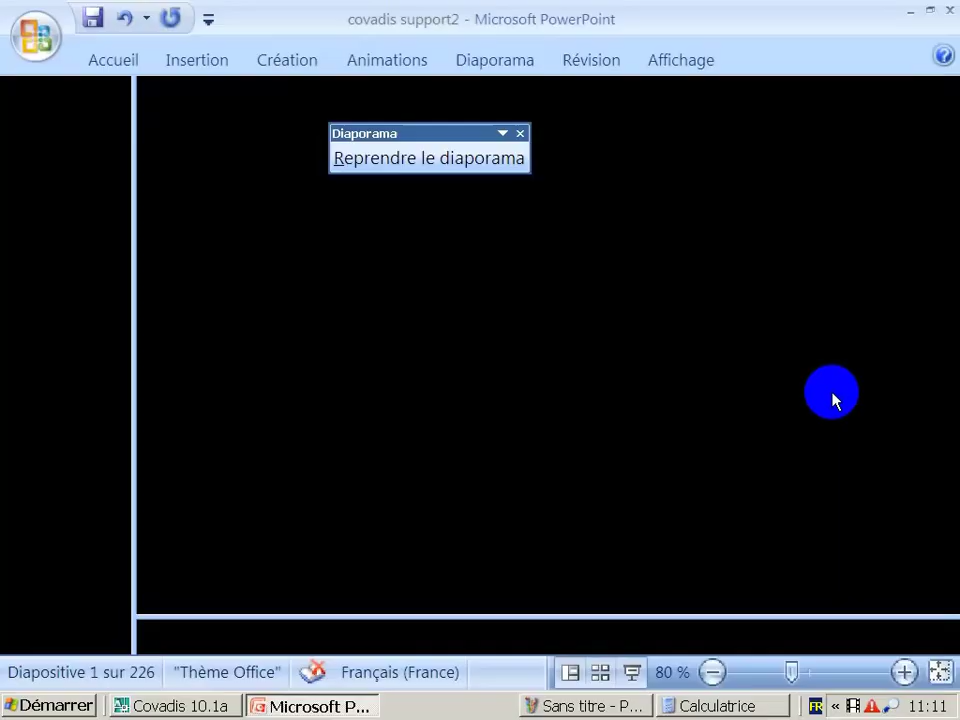 covadis support2 - Microsoft PowerPoint
Accueil Insertion Création Animations Diaporama Révision Affichage
Diaporama
Reprendre le diaporama
Diapositive 1 sur 226 "Thème Office" Français (France) 80 %
Démarrer Covadis 10.1a Microsoft P... Sans titre - P... Calculatrice FR « 11:11